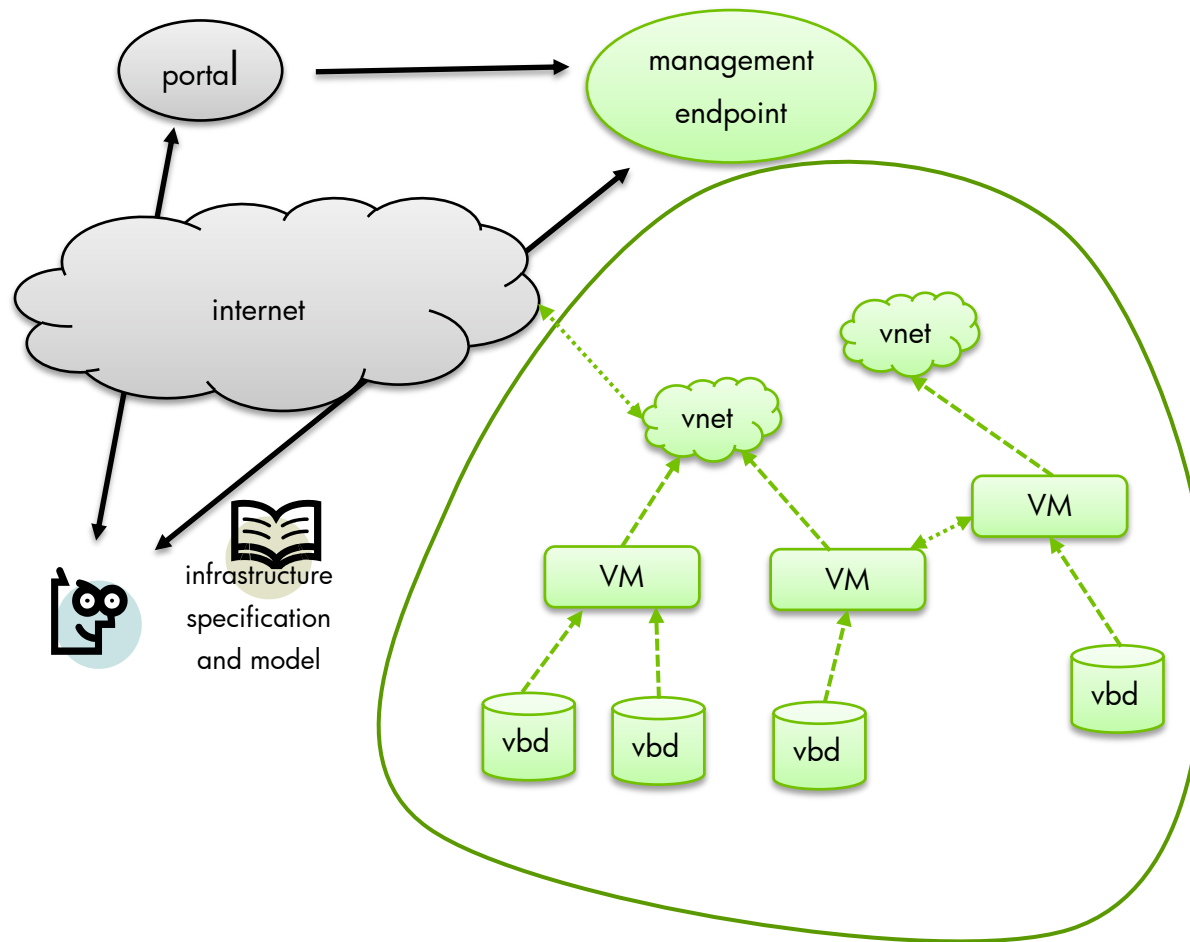 portal
management
endpoint
internet
vnet
vnet
VM
VM
VM
infrastructure
specification
and model
vbd
vbd
vbd
vbd